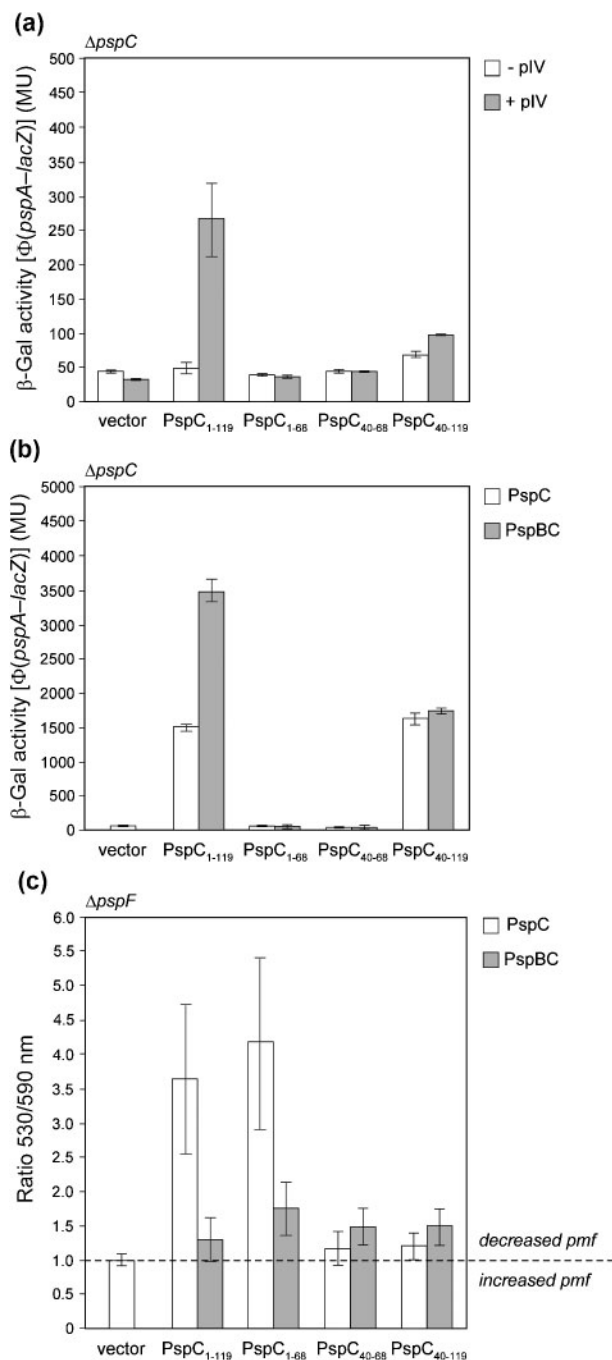 (a)
ΔpspC
β-Gal activity [Φ(pspA–lacZ)] (MU)
500
450
400
350
300
250
200
150
100
50
0
- pIV
+ pIV
vector PspC1-119 PspC1-68 PspC40-68 PspC40-119
(b)
ΔpspC
β-Gal activity [Φ(pspA–lacZ)] (MU)
5000
4500
4000
3500
3000
2500
2000
1500
1000
500
0
PspC
PspBC
vector PspC1-119 PspC1-68 PspC40-68 PspC40-119
(c)
ΔpspF
Ratio 530/590 nm
6.0
5.5
5.0
4.5
4.0
3.5
3.0
2.5
2.0
1.5
1.0
0.5
0
PspC
PspBC
decreased pmf
increased pmf
vector PspC1-119 PspC1-68 PspC40-68 PspC40-119